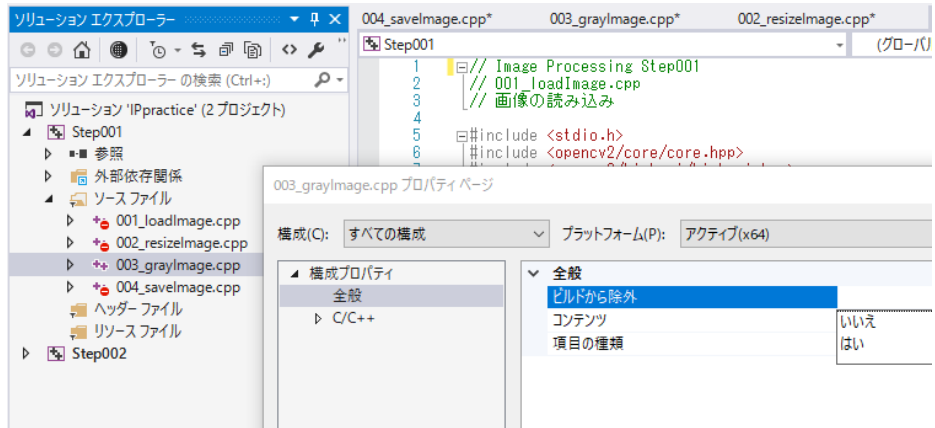 ソリューション エクスプローラー
ソリューション エクスプローラー の検索 (Ctrl+:)
ソリューション 'IPpractice' (2 プロジェクト)
Step001
参照
外部依存関係
ソース ファイル
001_loadImage.cpp
002_resizeImage.cpp
003_grayImage.cpp
004_saveImage.cpp
ヘッダー ファイル
リソース ファイル
Step002
004_saveImage.cpp* 003_grayImage.cpp* 002_resizeImage.cpp*
Step001 (グローバ
1 // Image Processing Step001
2 // 001_loadImage.cpp
3 // 画像の読み込み
4
5 #include <stdio.h>
6 #include <opencv2/core/core.hpp>
003_grayImage.cpp プロパティ ページ
構成(C): すべての構成 プラットフォーム(P): アクティブ(x64)
構成プロパティ
全般
C/C++
全般
ビルドから除外
コンテンツ
項目の種類
いいえ
はい